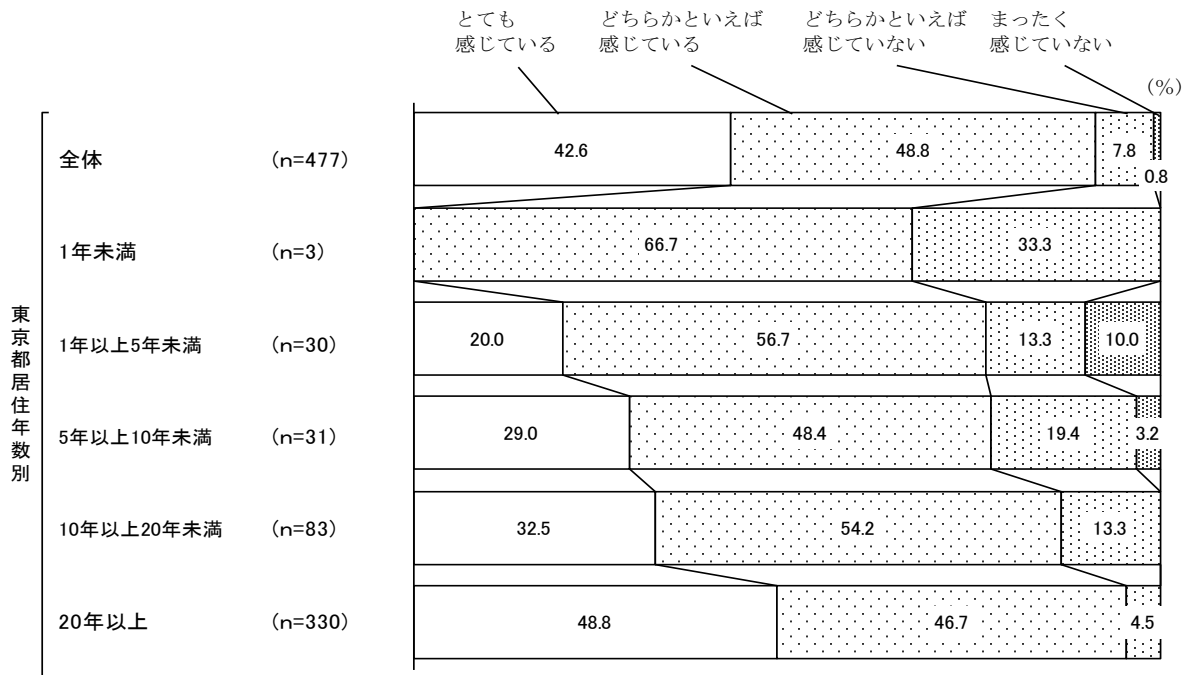 とても
感じている
どちらかといえば
感じている
どちらかといえば
感じていない
まったく
感じていない
(%)
全体 (n=477) 42.6 48.8 7.8 0.8
1年未満 (n=3) 66.7 33.3
東京都居住年数別
1年以上5年未満 (n=30) 20.0 56.7 13.3 10.0
5年以上10年未満 (n=31) 29.0 48.4 19.4 3.2
10年以上20年未満 (n=83) 32.5 54.2 13.3
20年以上 (n=330) 48.8 46.7 4.5